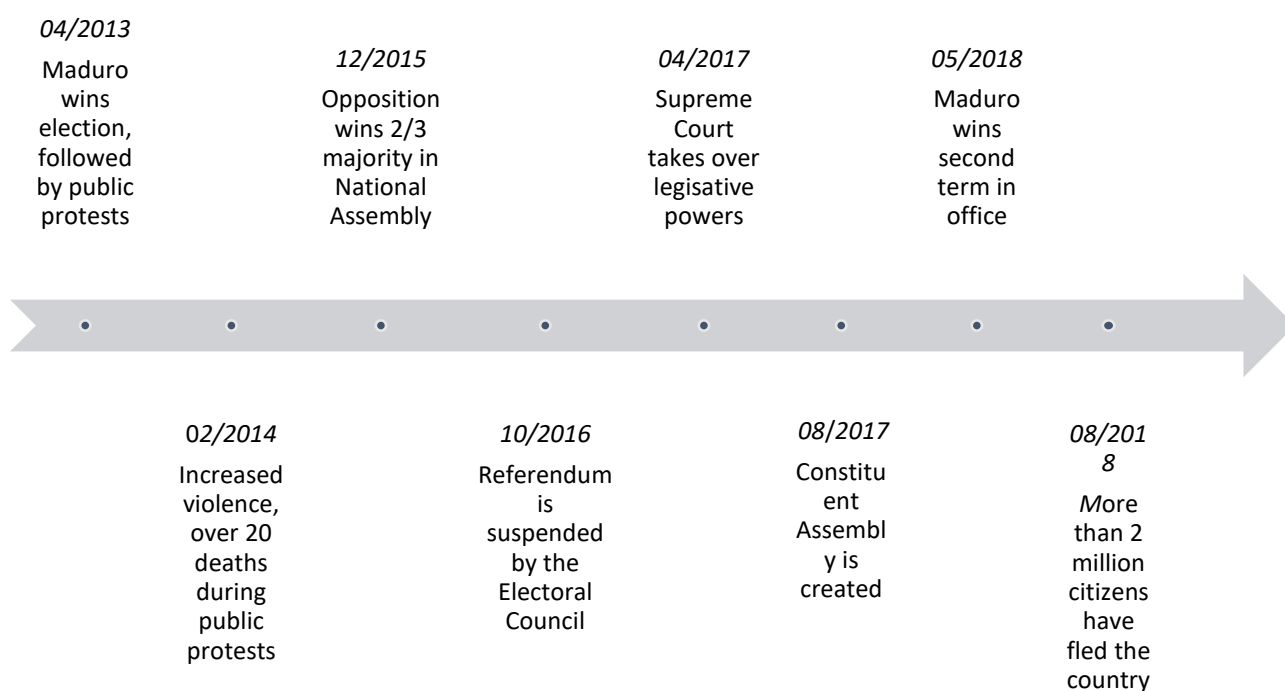 04/2013
Maduro
wins
election,
followed
by public
protests
12/2015
Opposition
wins 2/3
majority in
National
Assembly
04/2017
Supreme
Court
takes over
legisative
powers
05/2018
Maduro
wins
second
term in
office
02/2014
Increased
violence,
over 20
deaths
during
public
protests
10/2016
Referendum
is
suspended
by the
Electoral
Council
08/2017
Constitu
ent
Assembl
y is
created
08/201
8
More
than 2
million
citizens
have
fled the
country